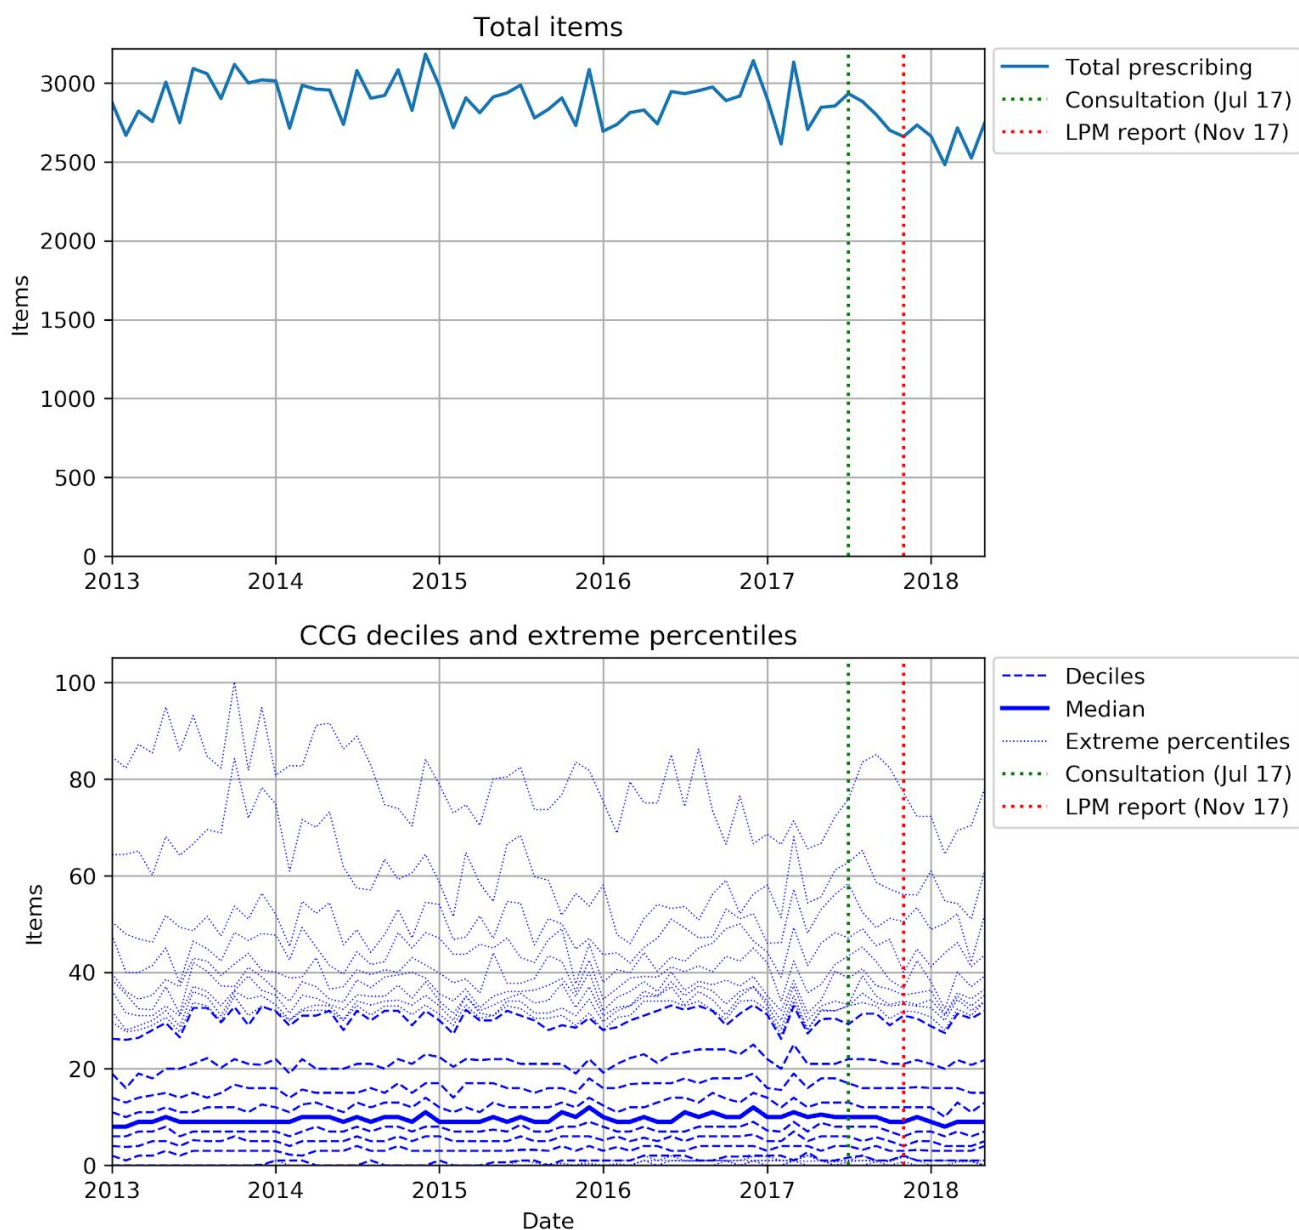 Total items
3000
2500
2000
1500
1000
500
0
Items
2013 2014 2015 2016 2017 2018
Total prescribing
Consultation (Jul 17)
LPM report (Nov 17)
CCG deciles and extreme percentiles
100
80
60
40
20
0
Items
2013 2014 2015 2016 2017 2018
Date
Deciles
Median
Extreme percentiles
Consultation (Jul 17)
LPM report (Nov 17)